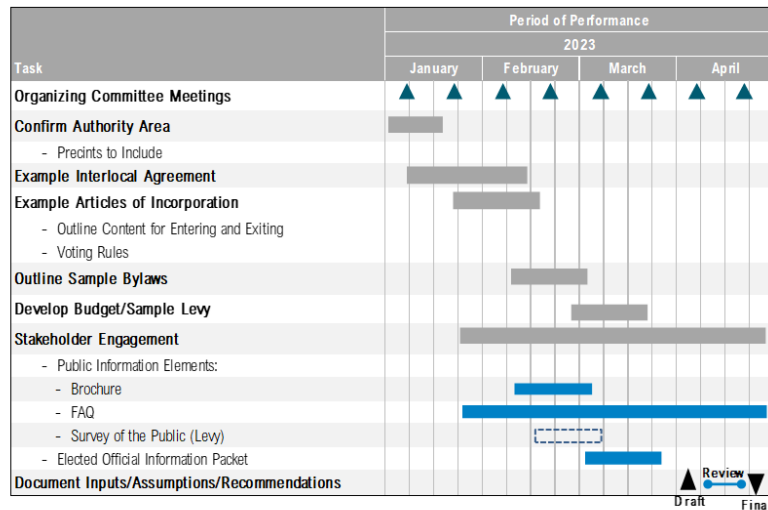 Period of Performance
2023
Task January February March April
Organizing Committee Meetings
Confirm Authority Area
- Precints to Include
Example Interlocal Agreement
Example Articles of Incorporation
- Outline Content for Entering and Exiting
- Voting Rules
Outline Sample Bylaws
Develop Budget/Sample Levy
Stakeholder Engagement
- Public Information Elements:
- Brochure
- FAQ
- Survey of the Public (Levy)
- Elected Official Information Packet
Document Inputs/Assumptions/Recommendations
Review
Draft
Fina